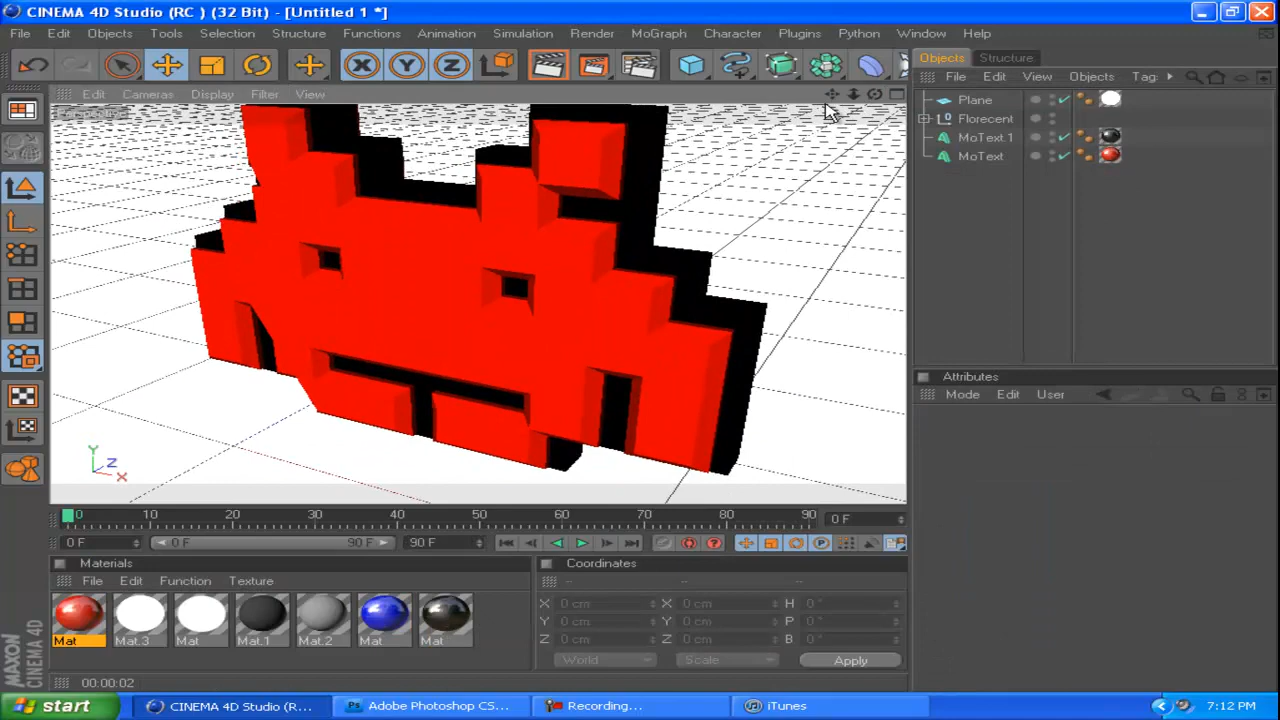 CINEMA 4D Studio (RC ) (32 Bit) - [Untitled 1 *]
File Edit Objects Tools Selection Structure Functions Animation Simulation Render MoGraph Character Plugins Python Window Help
X Y Z
Objects Structure
File Edit View Objects Tag:
Edit Cameras Display Filter View
Plane
Florecent
MoText.1
MoText
Y
Z
X
Attributes
Mode Edit User
0 10 20 30 40 50 60 70 80 90 0 F
0 F 0 F 90 F 90 F
Materials
File Edit Function Texture
Mat Mat.3 Mat Mat.1 Mat.2 Mat Mat
Coordinates
-- -- --
X 0 cm X 0 cm H 0 °
Y 0 cm Y 0 cm P 0 °
Z 0 cm Z 0 cm B 0 °
World Scale Apply
MAXON
CINEMA 4D
00:00:02
start CINEMA 4D Studio (R... Ps Adobe Photoshop CS... Recording... iTunes 7:12 PM